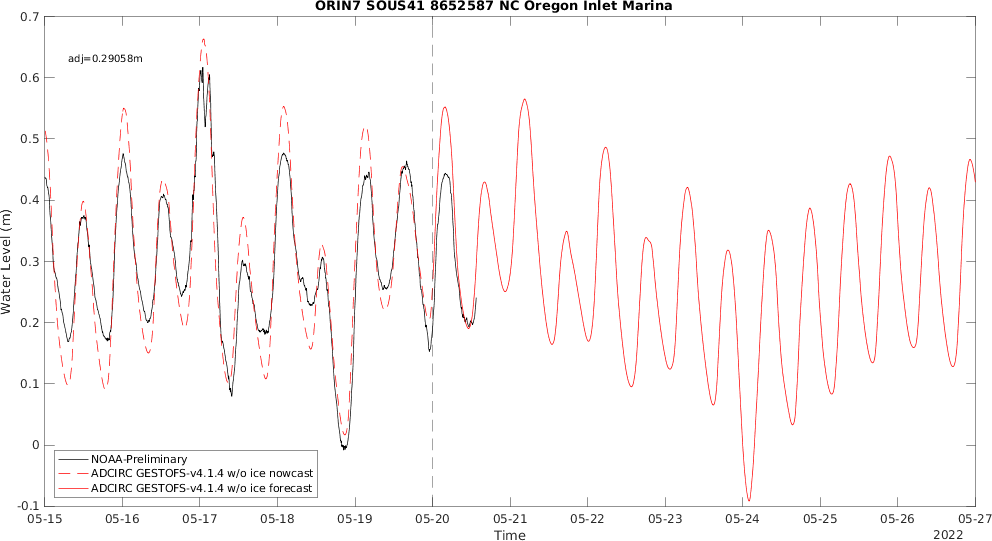 ORIN7 SOUS41 8652587 NC Oregon Inlet Marina
adj=0.29058m
0.7
0.6
0.5
0.4
0.3
0.2
0.1
0
-0.1
Water Level (m)
NOAA-Preliminary
ADCIRC GESTOFS-v4.1.4 w/o ice nowcast
ADCIRC GESTOFS-v4.1.4 w/o ice forecast
05-15 05-16 05-17 05-18 05-19 05-20 05-21 05-22 05-23 05-24 05-25 05-26 05-27
Time
2022